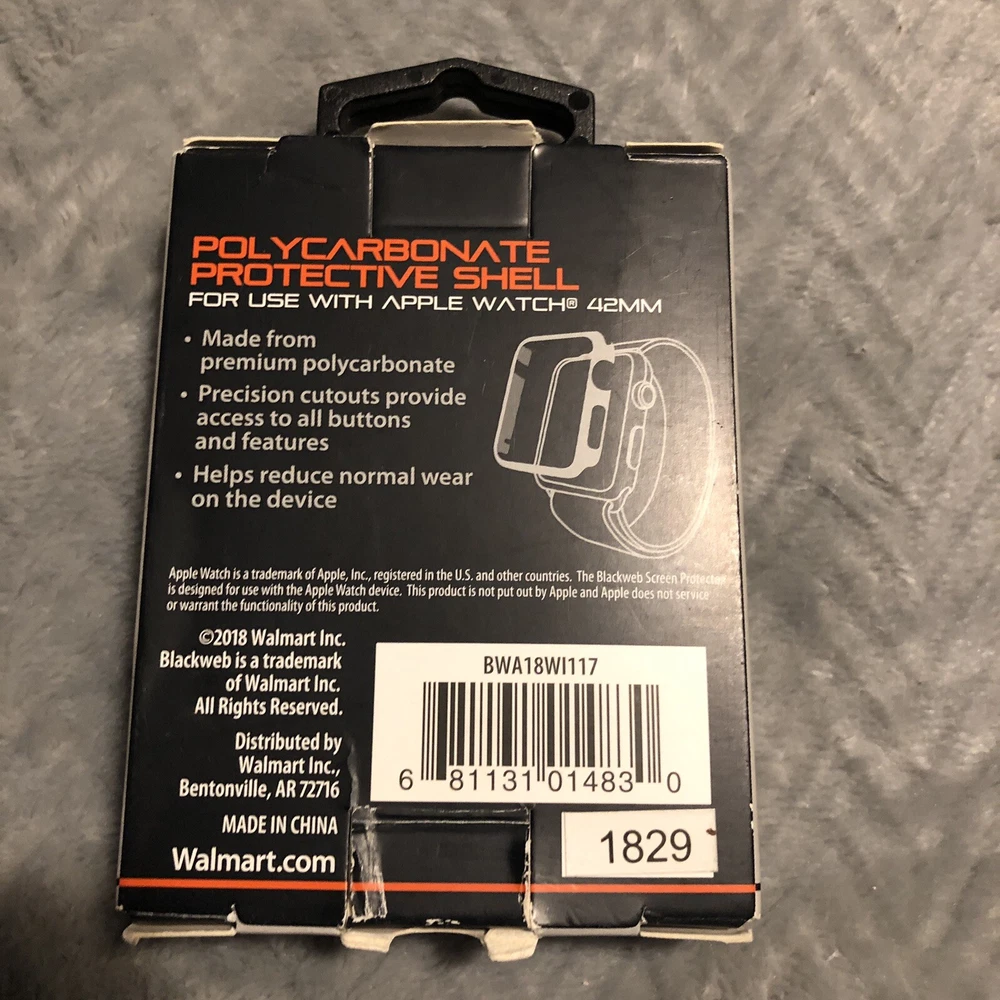 POLYCARBONATE
PROTECTIVE SHELL
FOR USE WITH APPLE WATCH® 42MM
• Made from
premium polycarbonate
• Precision cutouts provide
access to all buttons
and features
• Helps reduce normal wear
on the device
Apple Watch is a trademark of Apple, Inc., registered in the U.S. and other countries. The Blackweb Screen Protector
is designed for use with the Apple Watch device. This product is not put out by Apple and Apple does not service
or warrant the functionality of this product.
©2018 Walmart Inc.
Blackweb is a trademark
of Walmart Inc.
All Rights Reserved.
Distributed by
Walmart Inc.,
Bentonville, AR 72716
MADE IN CHINA
Walmart.com
BWA18WI117
6 81131 01483 0
1829